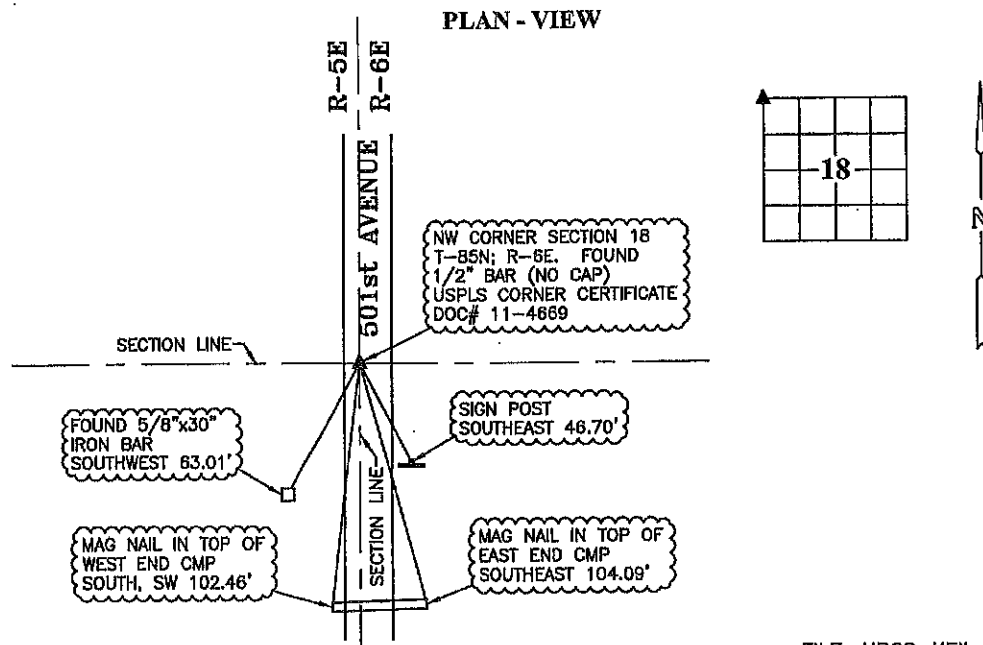 PLAN - VIEW
R-5E
R-6E
501st AVENUE
18
N
NW CORNER SECTION 18
T-85N; R-6E. FOUND
1/2" BAR (NO CAP)
USPLS CORNER CERTIFICATE
DOC# 11-4669
SECTION LINE
FOUND 5/8"x30"
IRON BAR
SOUTHWEST 63.01'
SIGN POST
SOUTHEAST 46.70'
SECTION LINE
MAG NAIL IN TOP OF
WEST END CMP
SOUTH, SW 102.46'
MAG NAIL IN TOP OF
EAST END CMP
SOUTHEAST 104.09'